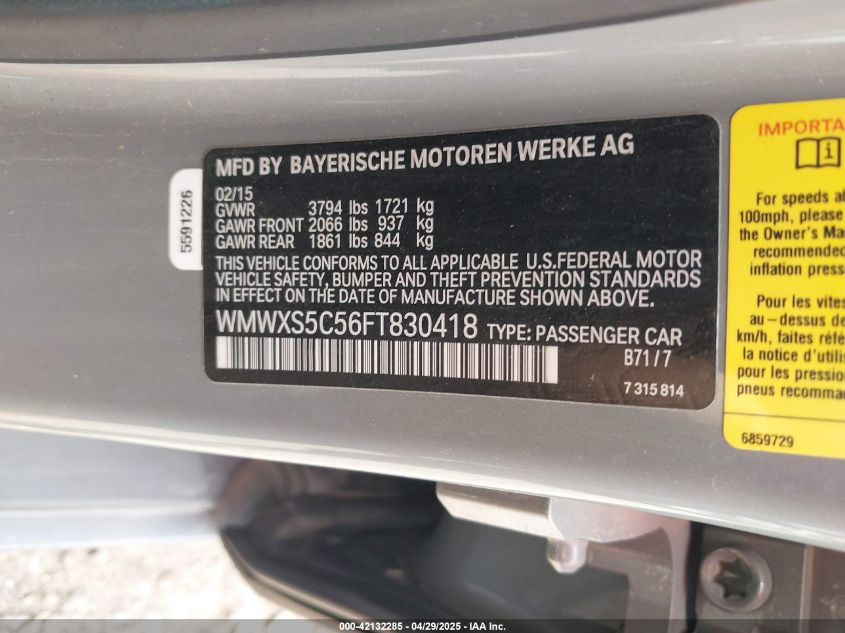 MFD BY BAYERISCHE MOTOREN WERKE AG
02/15
GVWR 3794 lbs 1721 kg
GAWR FRONT 2066 lbs 937 kg
GAWR REAR 1861 lbs 844 kg
THIS VEHICLE CONFORMS TO ALL APPLICABLE U.S.FEDERAL MOTOR
VEHICLE SAFETY, BUMPER AND THEFT PREVENTION STANDARDS
IN EFFECT ON THE DATE OF MANUFACTURE SHOWN ABOVE.
WMWXS5C56FT830418 TYPE: PASSENGER CAR
B71/7
7 315 814
5591226
IMPORTA
i
For speeds a
100mph, please
the Owner's Ma
recommended
inflation press
Pour les vites
au-dessus de
km/h, faites réfé
la notice d'utilis
pour les pression
pneus recomma
6859729
000-42132285 - 04/29/2025 - IAA Inc.